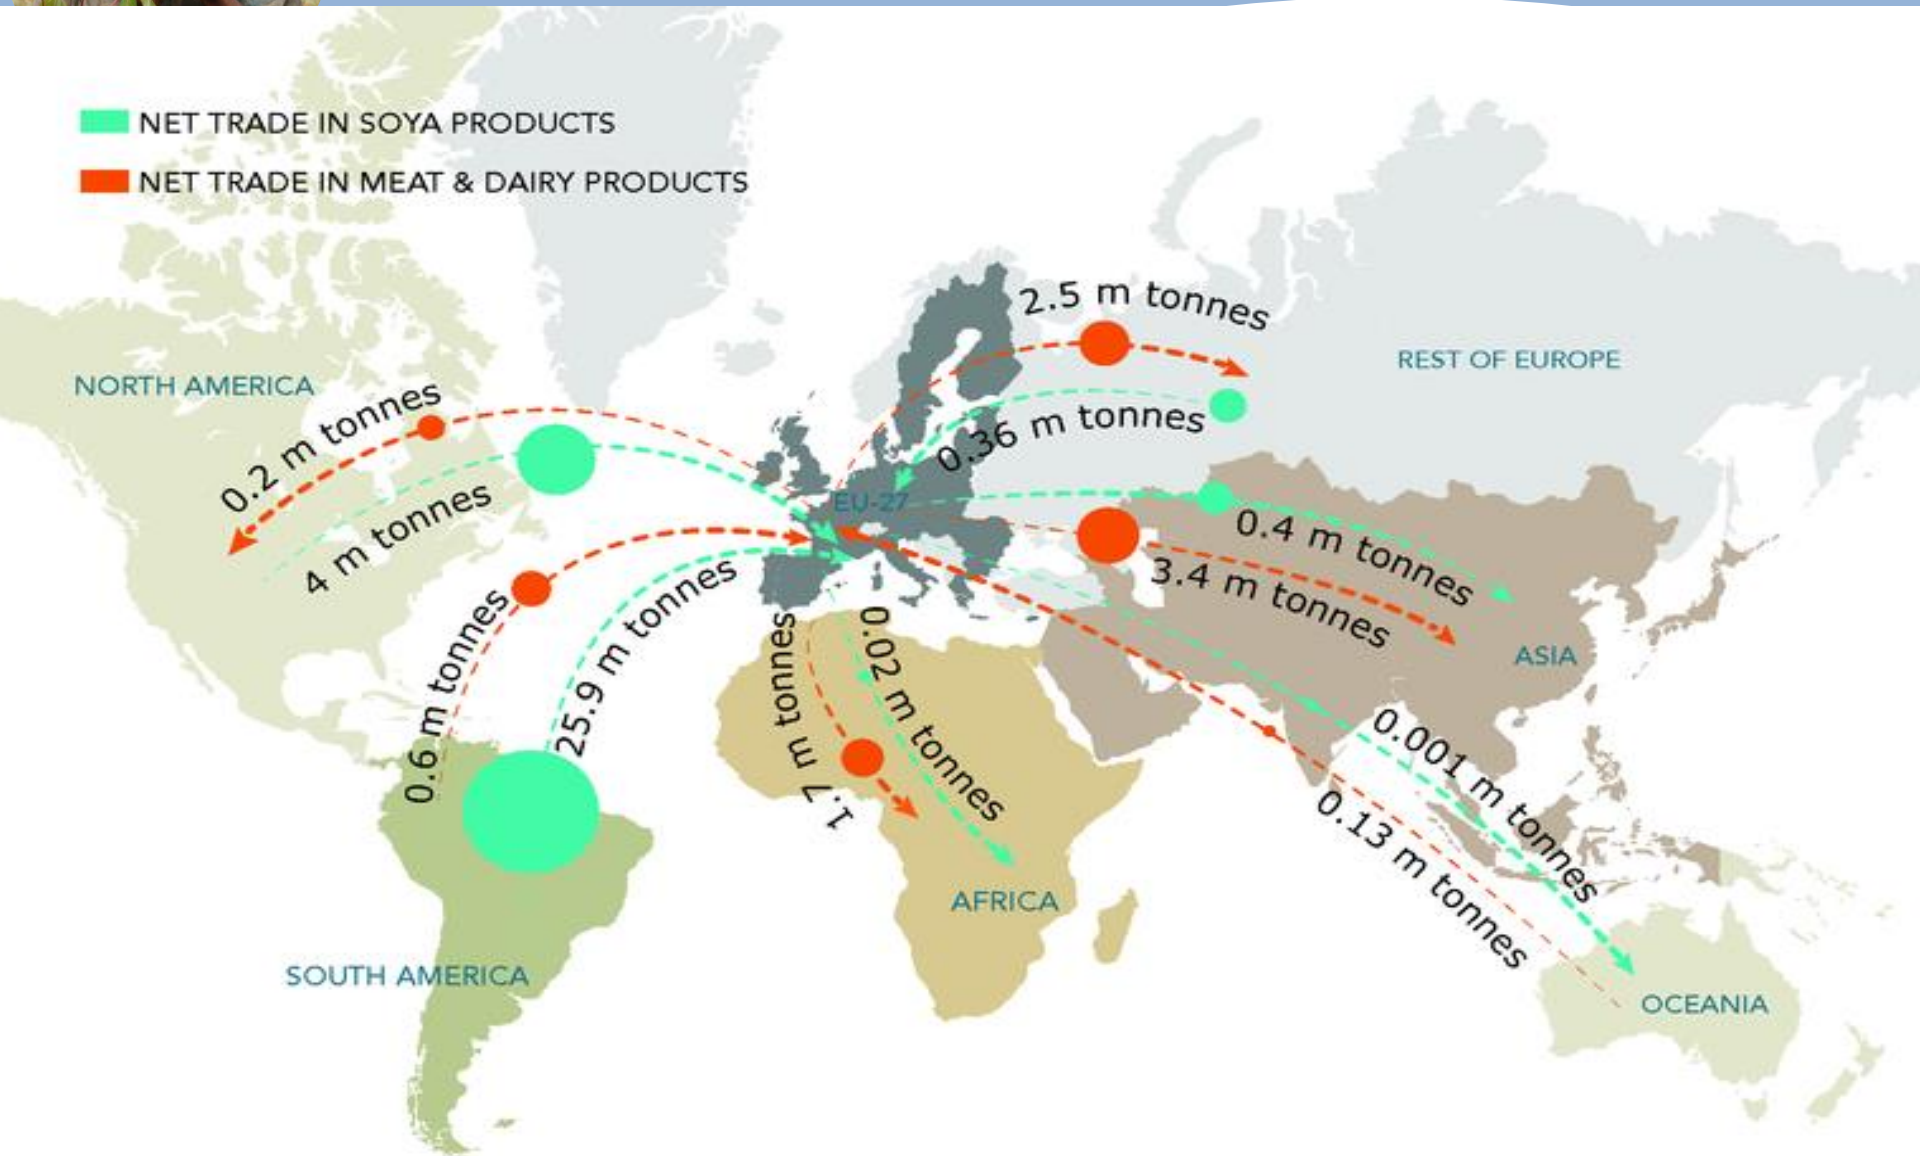 NET TRADE IN SOYA PRODUCTS
NET TRADE IN MEAT & DAIRY PRODUCTS
2.5 m tonnes
REST OF EUROPE
NORTH AMERICA
0.2 m tonnes
0.36 m tonnes
4 m tonnes
EU-27
0.4 m tonnes
3.4 m tonnes
ASIA
0.6 m tonnes
25.9 m tonnes
1.7 m tonnes
0.02 m tonnes
0.001 m tonnes
0.13 m tonnes
AFRICA
SOUTH AMERICA
OCEANIA